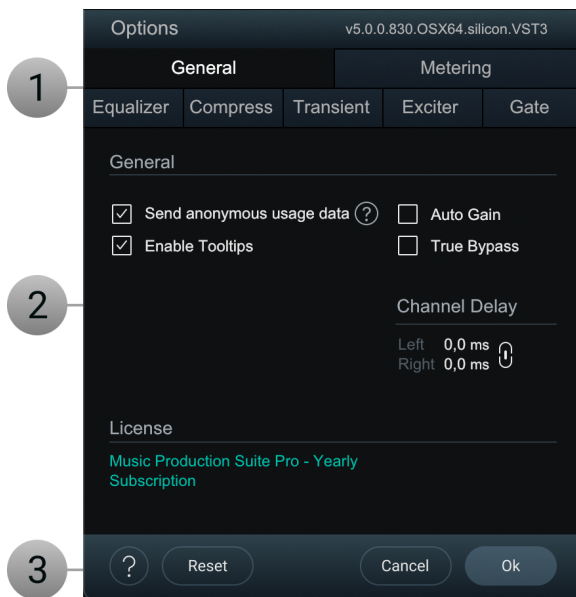 Options v5.0.0.830.OSX64.silicon.VST3
1
General Metering
Equalizer Compress Transient Exciter Gate
General
Send anonymous usage data ? Auto Gain
Enable Tooltips True Bypass
2
Channel Delay
Left 0,0 ms
Right 0,0 ms
License
Music Production Suite Pro - Yearly
Subscription
3
? Reset Cancel Ok